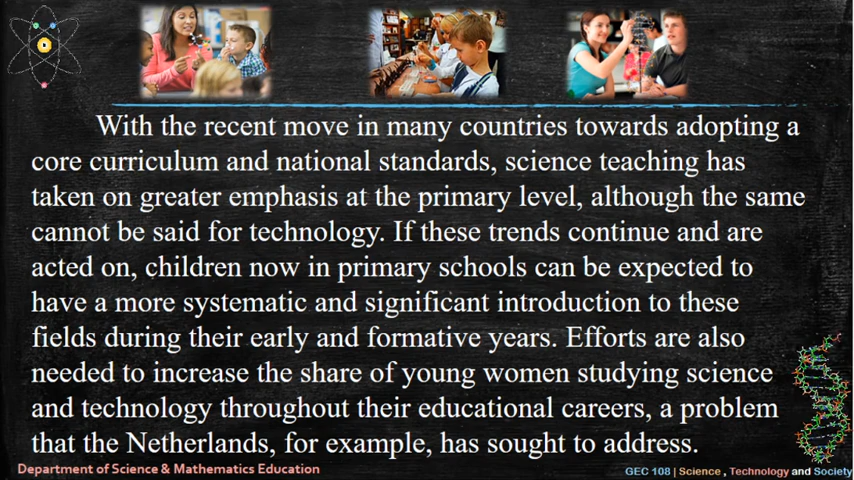 With the recent move in many countries towards adopting a
core curriculum and national standards, science teaching has
taken on greater emphasis at the primary level, although the same
cannot be said for technology. If these trends continue and are
acted on, children now in primary schools can be expected to
have a more systematic and significant introduction to these
fields during their early and formative years. Efforts are also
needed to increase the share of young women studying science
and technology throughout their educational careers, a problem
that the Netherlands, for example, has sought to address.
Department of Science & Mathematics Education
GEC 108 | Science , Technology and Society